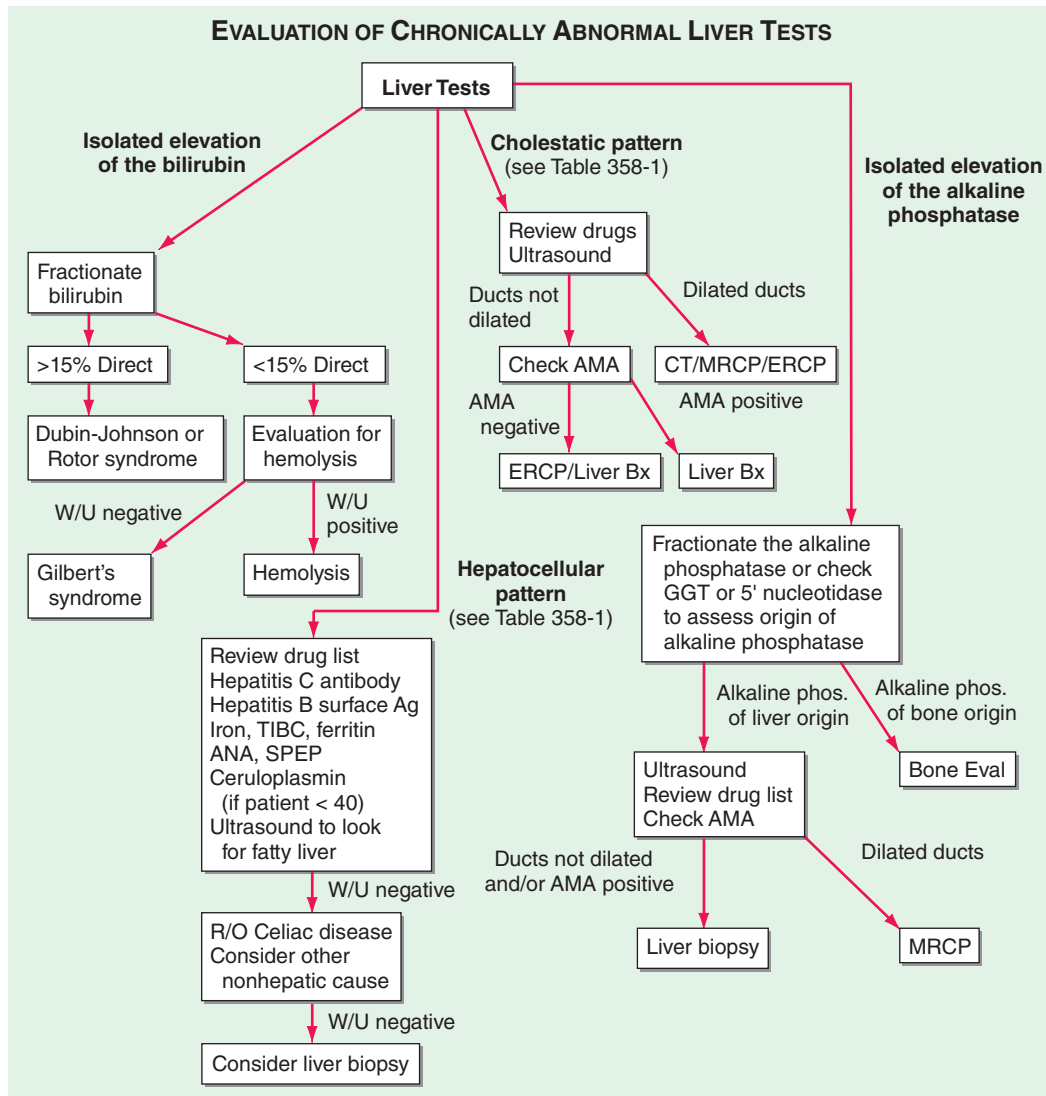 EVALUATION OF CHRONICALLY ABNORMAL LIVER TESTS
Liver Tests
Isolated elevation
of the bilirubin
Fractionate
bilirubin
>15% Direct
<15% Direct
Dubin-Johnson or
Rotor syndrome
Evaluation for
hemolysis
W/U negative
W/U
positive
Gilbert's
syndrome
Hemolysis
Cholestatic pattern
(see Table 358-1)
Review drugs
Ultrasound
Ducts not
dilated
Dilated ducts
Check AMA
CT/MRCP/ERCP
AMA
negative
AMA positive
ERCP/Liver Bx
Liver Bx
Hepatocellular
pattern
(see Table 358-1)
Review drug list
Hepatitis C antibody
Hepatitis B surface Ag
Iron, TIBC, ferritin
ANA, SPEP
Ceruloplasmin
(if patient < 40)
Ultrasound to look
for fatty liver
W/U negative
R/O Celiac disease
Consider other
nonhepatic cause
W/U negative
Consider liver biopsy
Isolated elevation
of the alkaline
phosphatase
Fractionate the alkaline
phosphatase or check
GGT or 5' nucleotidase
to assess origin of
alkaline phosphatase
Alkaline phos.
of liver origin
Alkaline phos.
of bone origin
Ultrasound
Review drug list
Check AMA
Bone Eval
Ducts not dilated
and/or AMA positive
Dilated ducts
Liver biopsy
MRCP